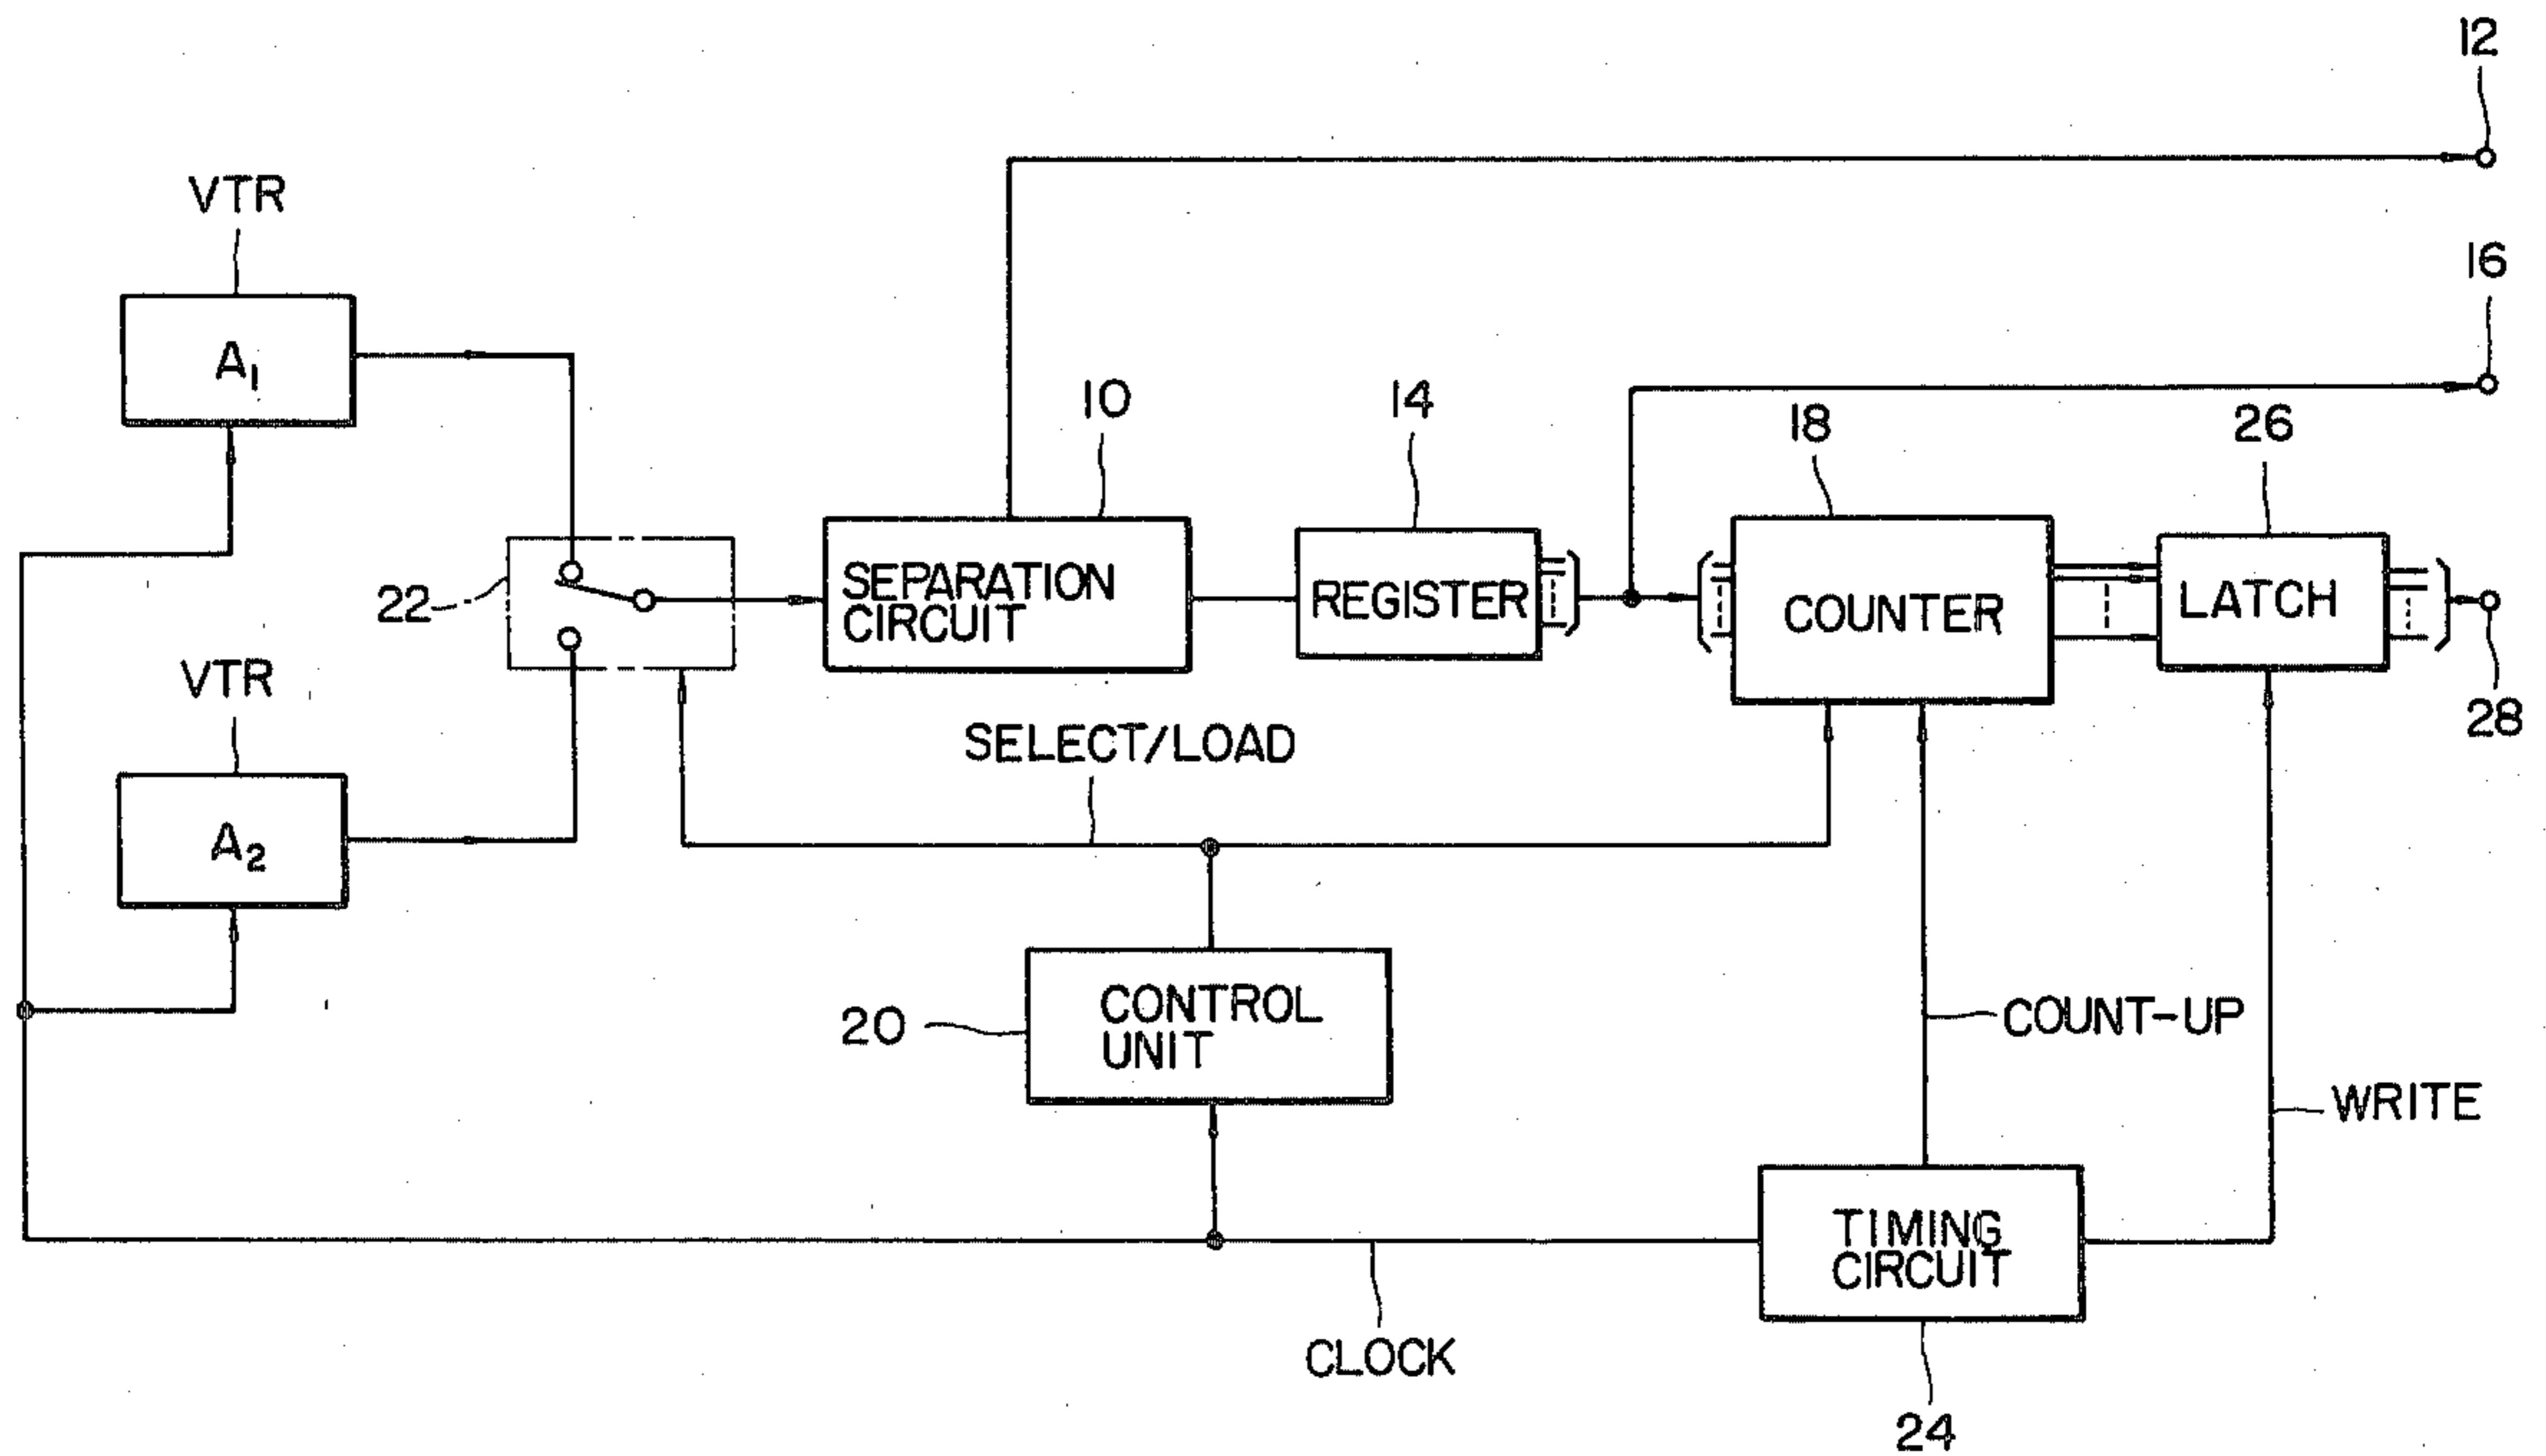 12
VTR
16
A1
10
14
18
26
22
SEPARATION
CIRCUIT
REGISTER
COUNTER
LATCH
28
VTR
SELECT/LOAD
A2
20
CONTROL
UNIT
COUNT-UP
WRITE
TIMING
CIRCUIT
CLOCK
24